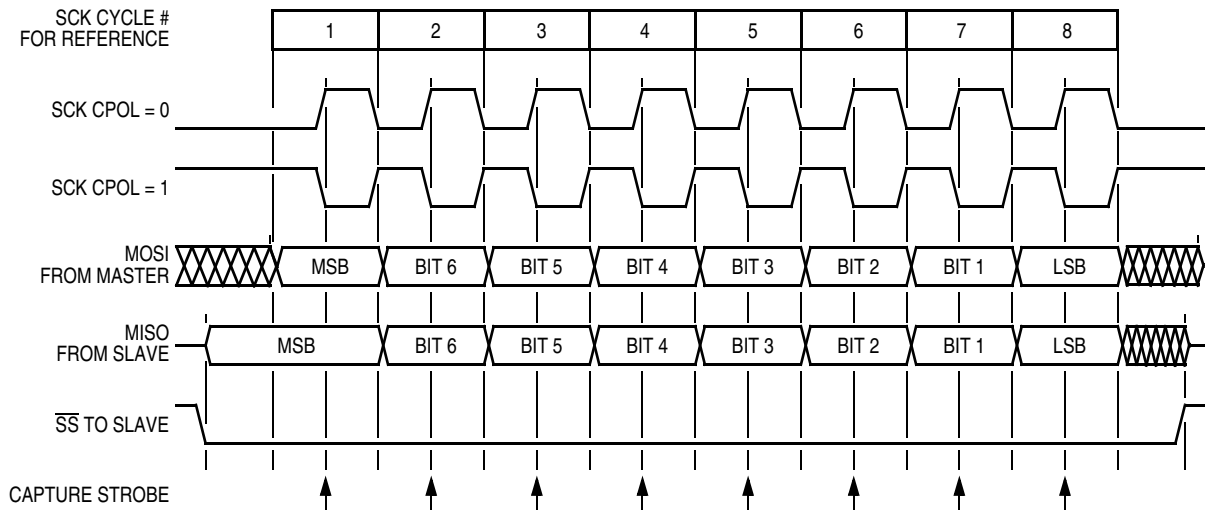 SCK CYCLE #
FOR REFERENCE
1 2 3 4 5 6 7 8
SCK CPOL = 0
SCK CPOL = 1
MOSI
FROM MASTER
MSB BIT 6 BIT 5 BIT 4 BIT 3 BIT 2 BIT 1 LSB
MISO
FROM SLAVE
MSB BIT 6 BIT 5 BIT 4 BIT 3 BIT 2 BIT 1 LSB
S̅S̅ TO SLAVE
CAPTURE STROBE